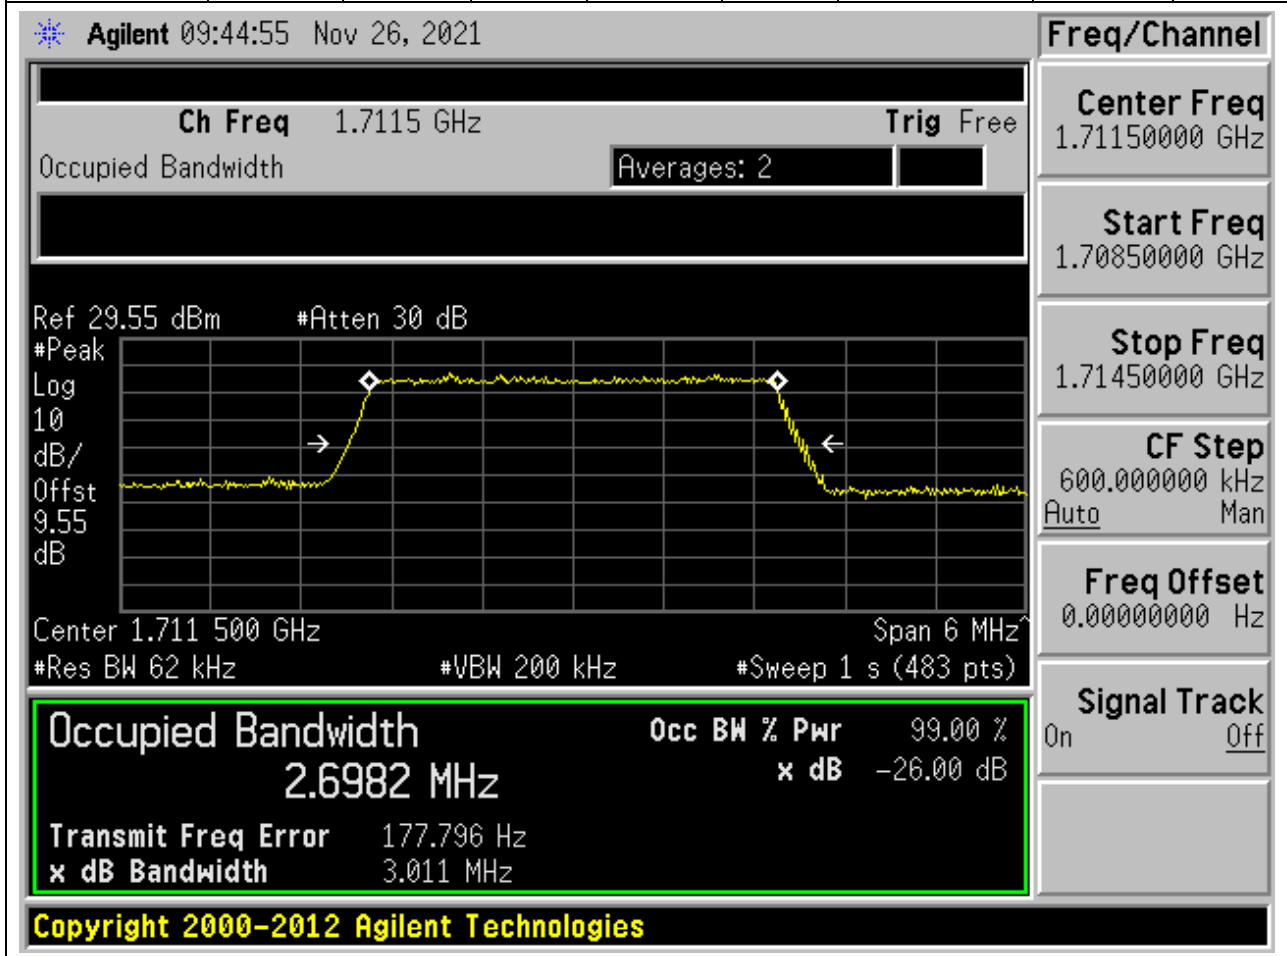 Agilent 09:44:55 Nov 26, 2021
Freq/Channel
Ch Freq 1.7115 GHz Trig Free
Occupied Bandwidth Averages: 2
Center Freq
1.71150000 GHz
Start Freq
1.70850000 GHz
Stop Freq
1.71450000 GHz
CF Step
600.000000 kHz
Auto Man
Freq Offset
0.00000000 Hz
Signal Track
On Off
Ref 29.55 dBm #Atten 30 dB
#Peak
Log
10
dB/
Offst
9.55
dB
Center 1.711 500 GHz Span 6 MHz^
#Res BW 62 kHz #VBW 200 kHz #Sweep 1 s (483 pts)
Occupied Bandwidth Occ BW % Pwr 99.00 %
2.6982 MHz x dB -26.00 dB
Transmit Freq Error 177.796 Hz
x dB Bandwidth 3.011 MHz
Copyright 2000-2012 Agilent Technologies